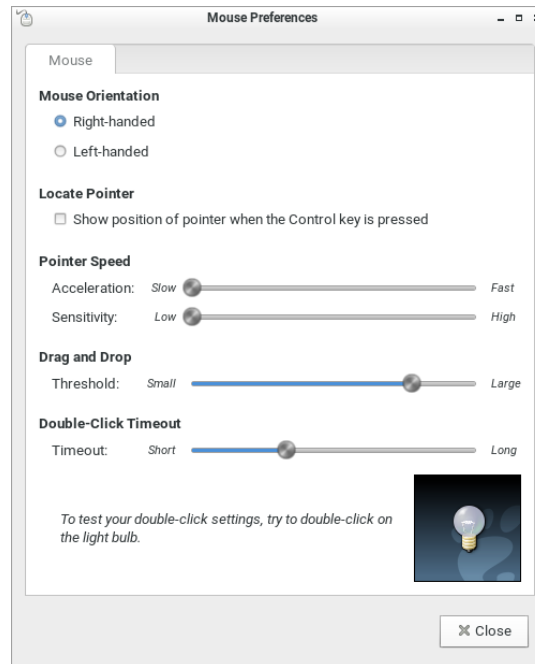 Mouse Preferences
Mouse
Mouse Orientation
Right-handed
Left-handed
Locate Pointer
Show position of pointer when the Control key is pressed
Pointer Speed
Acceleration: Slow Fast
Sensitivity: Low High
Drag and Drop
Threshold: Small Large
Double-Click Timeout
Timeout: Short Long
To test your double-click settings, try to double-click on
the light bulb.
Close